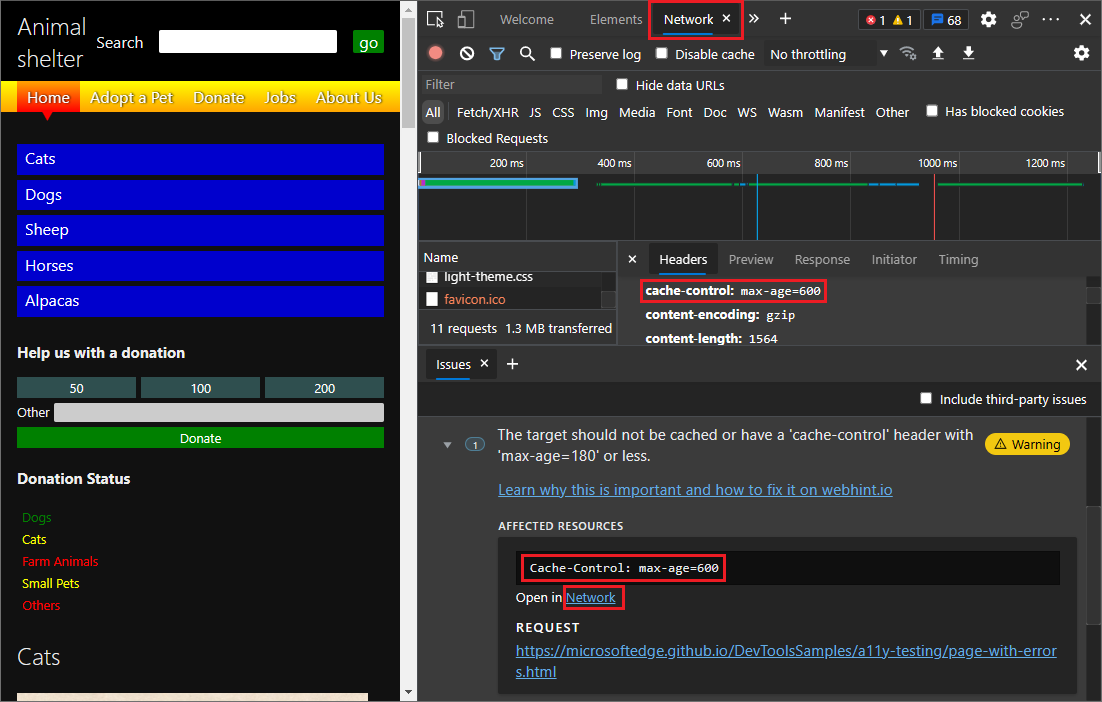 Animal
shelter
Search
go
Home
Adopt a Pet
Donate
Jobs
About Us
Cats
Dogs
Sheep
Horses
Alpacas
Help us with a donation
50
100
200
Other
Donate
Donation Status
Dogs
Cats
Farm Animals
Small Pets
Others
Cats
Welcome
Elements
Network
1
1
68
Preserve log
Disable cache
No throttling
Filter
Hide data URLs
All
Fetch/XHR
JS
CSS
Img
Media
Font
Doc
WS
Wasm
Manifest
Other
Has blocked cookies
Blocked Requests
200 ms
400 ms
600 ms
800 ms
1000 ms
1200 ms
Name
light-theme.css
favicon.ico
11 requests
1.3 MB transferred
Headers
Preview
Response
Initiator
Timing
cache-control: max-age=600
content-encoding: gzip
content-length: 1564
Issues
Include third-party issues
1
The target should not be cached or have a 'cache-control' header with
'max-age=180' or less.
Warning
Learn why this is important and how to fix it on webhint.io
AFFECTED RESOURCES
Cache-Control: max-age=600
Open in Network
REQUEST
https://microsoftedge.github.io/DevToolsSamples/a11y-testing/page-with-error
s.html